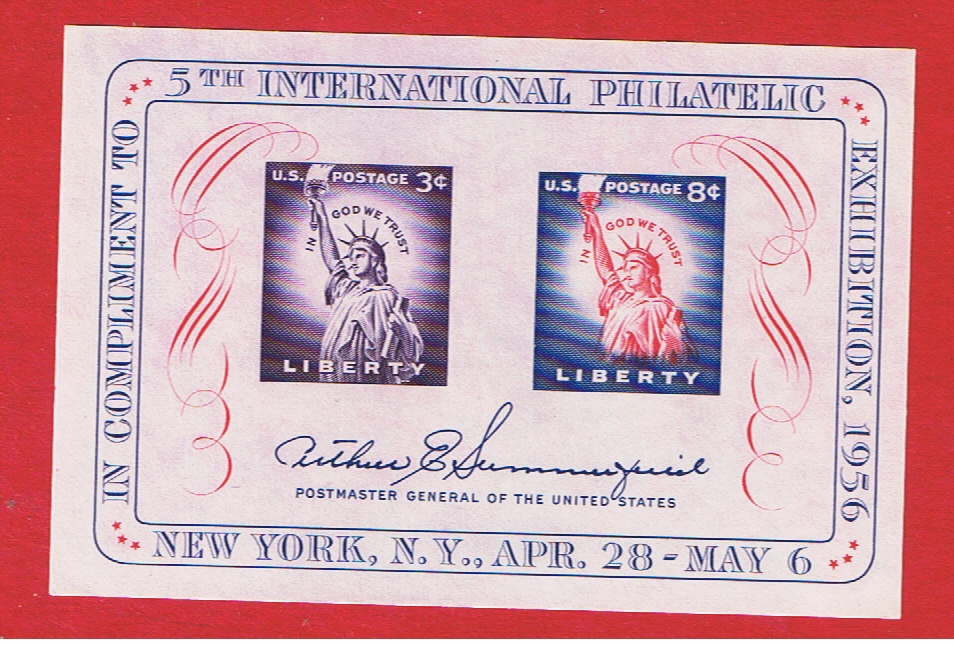 IN COMPLIMENT TO
5TH INTERNATIONAL PHILATELIC
EXHIBITION, 1956
NEW YORK, N.Y., APR. 28 - MAY 6
U.S. POSTAGE 3¢
IN GOD WE TRUST
LIBERTY
U.S. POSTAGE 8¢
IN GOD WE TRUST
LIBERTY
Arthur E Summerfield
POSTMASTER GENERAL OF THE UNITED STATES